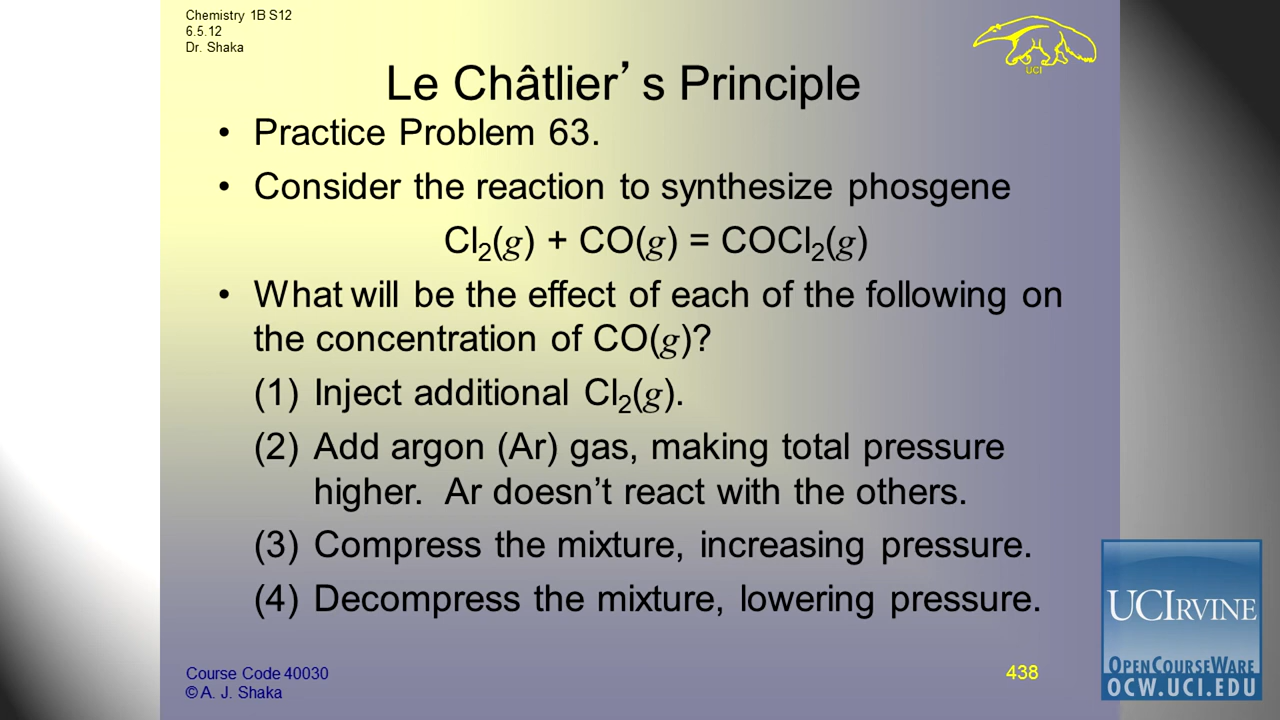 Chemistry 1B S12
6.5.12
Dr. Shaka
UCI
Le Châtlier’s Principle
• Practice Problem 63.
• Consider the reaction to synthesize phosgene
Cl₂(g) + CO(g) = COCl₂(g)
• What will be the effect of each of the following on
the concentration of CO(g)?
(1) Inject additional Cl₂(g).
(2) Add argon (Ar) gas, making total pressure
higher. Ar doesn’t react with the others.
(3) Compress the mixture, increasing pressure.
(4) Decompress the mixture, lowering pressure.
Course Code 40030
© A. J. Shaka
438
UCIRVINE
OPENCOURSEWARE
OCW.UCI.EDU